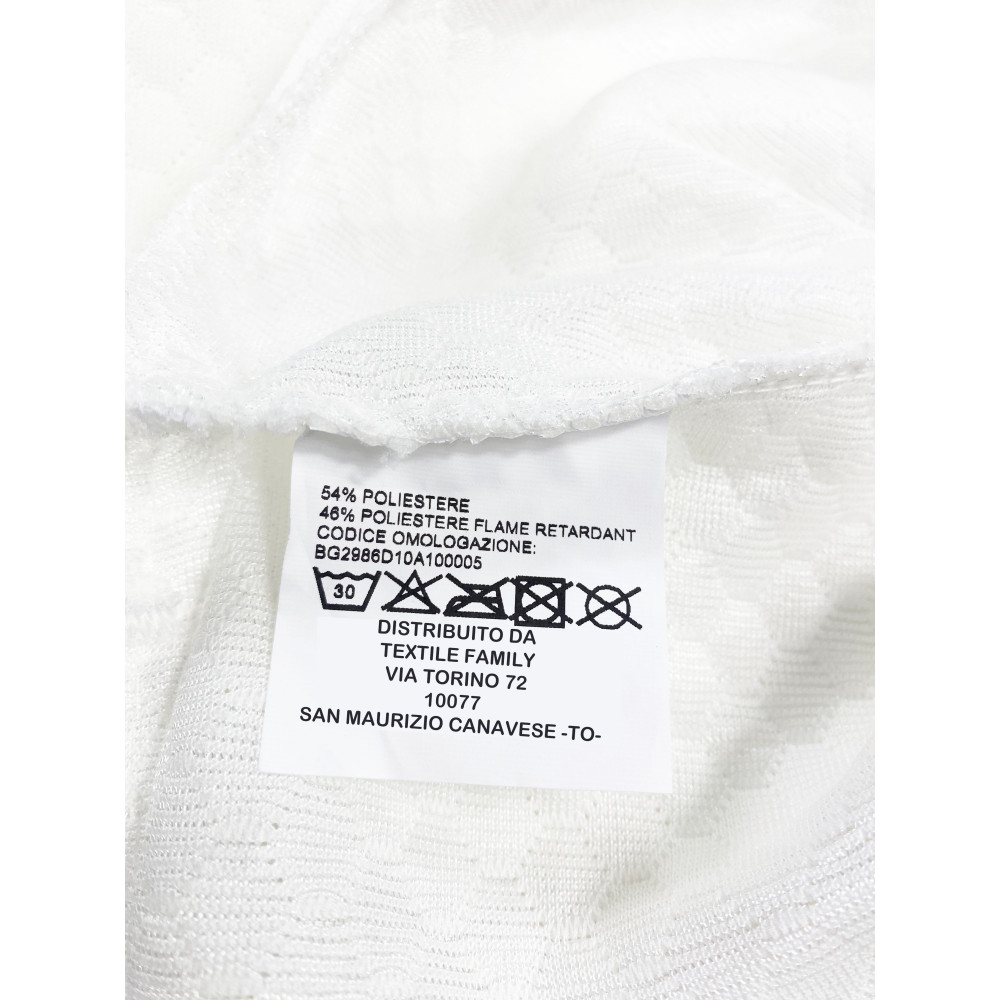 54% POLIESTERE
46% POLIESTERE FLAME RETARDANT
CODICE OMOLOGAZIONE:
BG2986D10A100005
30
DISTRIBUITO DA
TEXTILE FAMILY
VIA TORINO 72
10077
SAN MAURIZIO CANAVESE -TO-